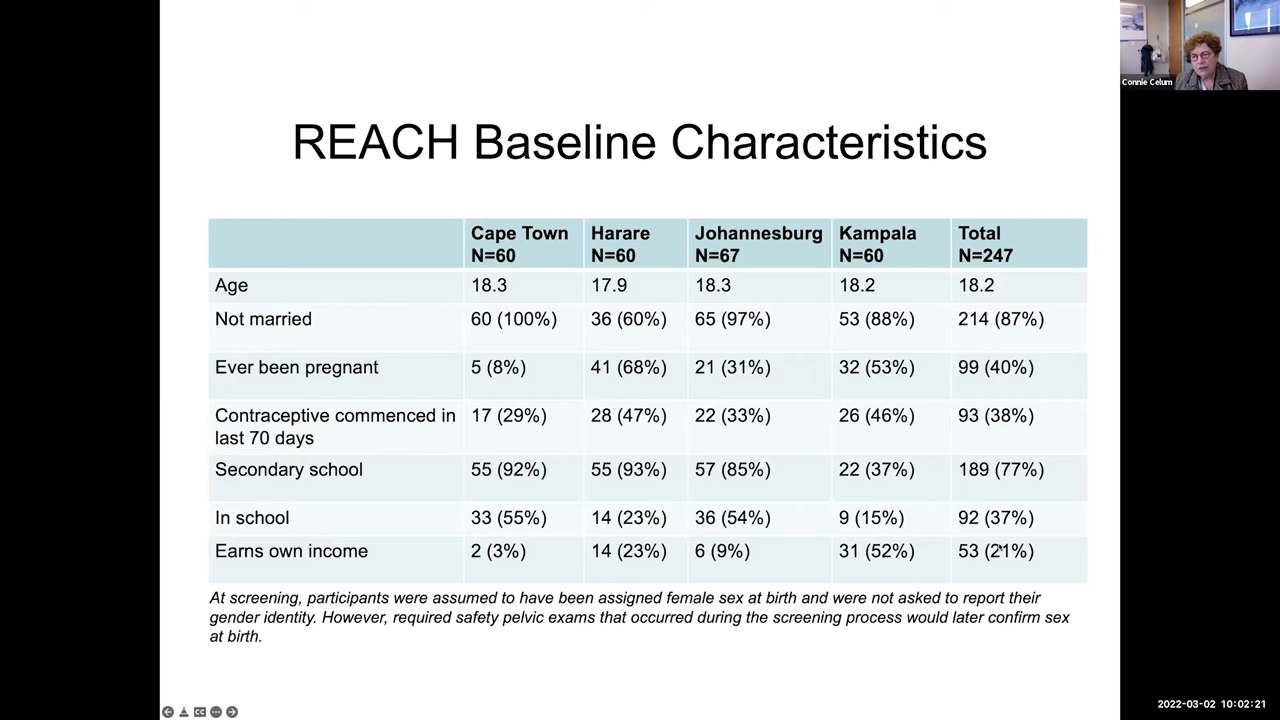 Connie Celum
REACH Baseline Characteristics
Cape Town N=60 Harare N=60 Johannesburg N=67 Kampala N=60 Total N=247
Age 18.3 17.9 18.3 18.2 18.2
Not married 60 (100%) 36 (60%) 65 (97%) 53 (88%) 214 (87%)
Ever been pregnant 5 (8%) 41 (68%) 21 (31%) 32 (53%) 99 (40%)
Contraceptive commenced in last 70 days 17 (29%) 28 (47%) 22 (33%) 26 (46%) 93 (38%)
Secondary school 55 (92%) 55 (93%) 57 (85%) 22 (37%) 189 (77%)
In school 33 (55%) 14 (23%) 36 (54%) 9 (15%) 92 (37%)
Earns own income 2 (3%) 14 (23%) 6 (9%) 31 (52%) 53 (21%)
At screening, participants were assumed to have been assigned female sex at birth and were not asked to report their
gender identity. However, required safety pelvic exams that occurred during the screening process would later confirm sex
at birth.
CC
2022-03-02 10:02:21